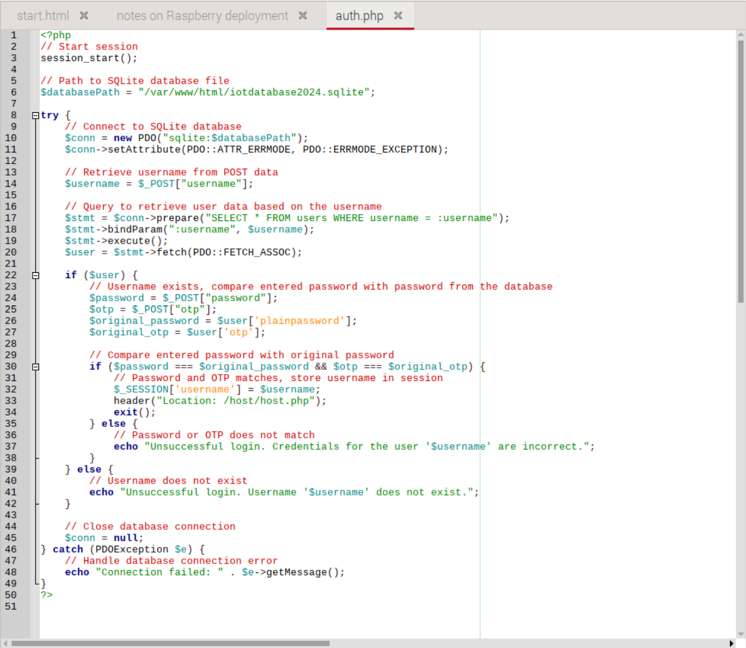 start.html
notes on Raspberry deployment
auth.php
1 <?php
2 // Start session
3 session_start();
4
5 // Path to SQLite database file
6 $databasePath = "/var/www/html/iotdatabase2024.sqlite";
7
8 try {
9     // Connect to SQLite database
10     $conn = new PDO("sqlite:$databasePath");
11     $conn->setAttribute(PDO::ATTR_ERRMODE, PDO::ERRMODE_EXCEPTION);
12
13     // Retrieve username from POST data
14     $username = $_POST["username"];
15
16     // Query to retrieve user data based on the username
17     $stmt = $conn->prepare("SELECT * FROM users WHERE username = :username");
18     $stmt->bindParam(":username", $username);
19     $stmt->execute();
20     $user = $stmt->fetch(PDO::FETCH_ASSOC);
21
22     if ($user) {
23         // Username exists, compare entered password with password from the database
24         $password = $_POST["password"];
25         $otp = $_POST["otp"];
26         $original_password = $user['plainpassword'];
27         $original_otp = $user['otp'];
28
29         // Compare entered password with original password
30         if ($password === $original_password && $otp === $original_otp) {
31             // Password and OTP matches, store username in session
32             $_SESSION['username'] = $username;
33             header("Location: /host/host.php");
34             exit();
35         } else {
36             // Password or OTP does not match
37             echo "Unsuccessful login. Credentials for the user '$username' are incorrect.";
38         }
39     } else {
40         // Username does not exist
41         echo "Unsuccessful login. Username '$username' does not exist.";
42     }
43
44     // Close database connection
45     $conn = null;
46 } catch (PDOException $e) {
47     // Handle database connection error
48     echo "Connection failed: " . $e->getMessage();
49 }
50 ?>
51